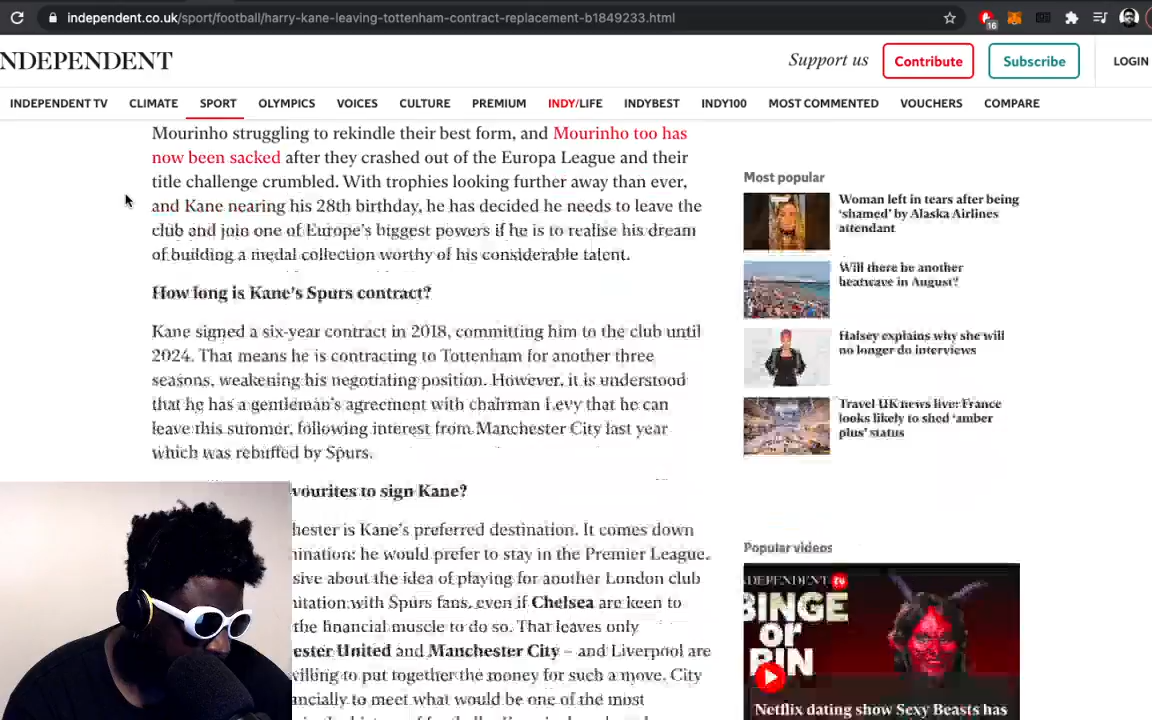 independent.co.uk/sport/football/harry-kane-leaving-tottenham-contract-replacement-b1849233.html
16
NDEPENDENT
Support us
Contribute
Subscribe
LOGIN
INDEPENDENT TV CLIMATE SPORT OLYMPICS VOICES CULTURE PREMIUM INDY/LIFE INDYBEST INDY100 MOST COMMENTED VOUCHERS COMPARE
Mourinho struggling to rekindle their best form, and Mourinho too has
now been sacked after they crashed out of the Europa League and their
title challenge crumbled. With trophies looking further away than ever,
and Kane nearing his 28th birthday, he has decided he needs to leave the
club and join one of Europe's biggest powers if he is to realise his dream
of building a medal collection worthy of his considerable talent.
How long is Kane's Spurs contract?
Kane signed a six-year contract in 2018, committing him to the club until
2024. That means he is contracting to Tottenham for another three
seasons, weakening his negotiating position. However, it is understood
that he has a gentleman's agreement with chairman Levy that he can
leave this summer, following interest from Manchester City last year
which was rebuffed by Spurs.
vourites to sign Kane?
hester is Kane's preferred destination. It comes down
ination: he would prefer to stay in the Premier League,
sive about the idea of playing for another London club
itation with Spurs fans, even if Chelsea are keen to
the financial muscle to do so. That leaves only
ester United and Manchester City – and Liverpool are
illing to put together the money for such a move. City
ancially to meet what would be one of the most
Most popular
Woman left in tears after being
'shamed' by Alaska Airlines
attendant
Will there be another
heatwave in August?
Halsey explains why she will
no longer do interviews
Travel UK news live: France
looks likely to shed 'amber
plus' status
Popular videos
NDEPENDENT tv
BINGE
or
BIN
Netflix dating show Sexy Beasts has